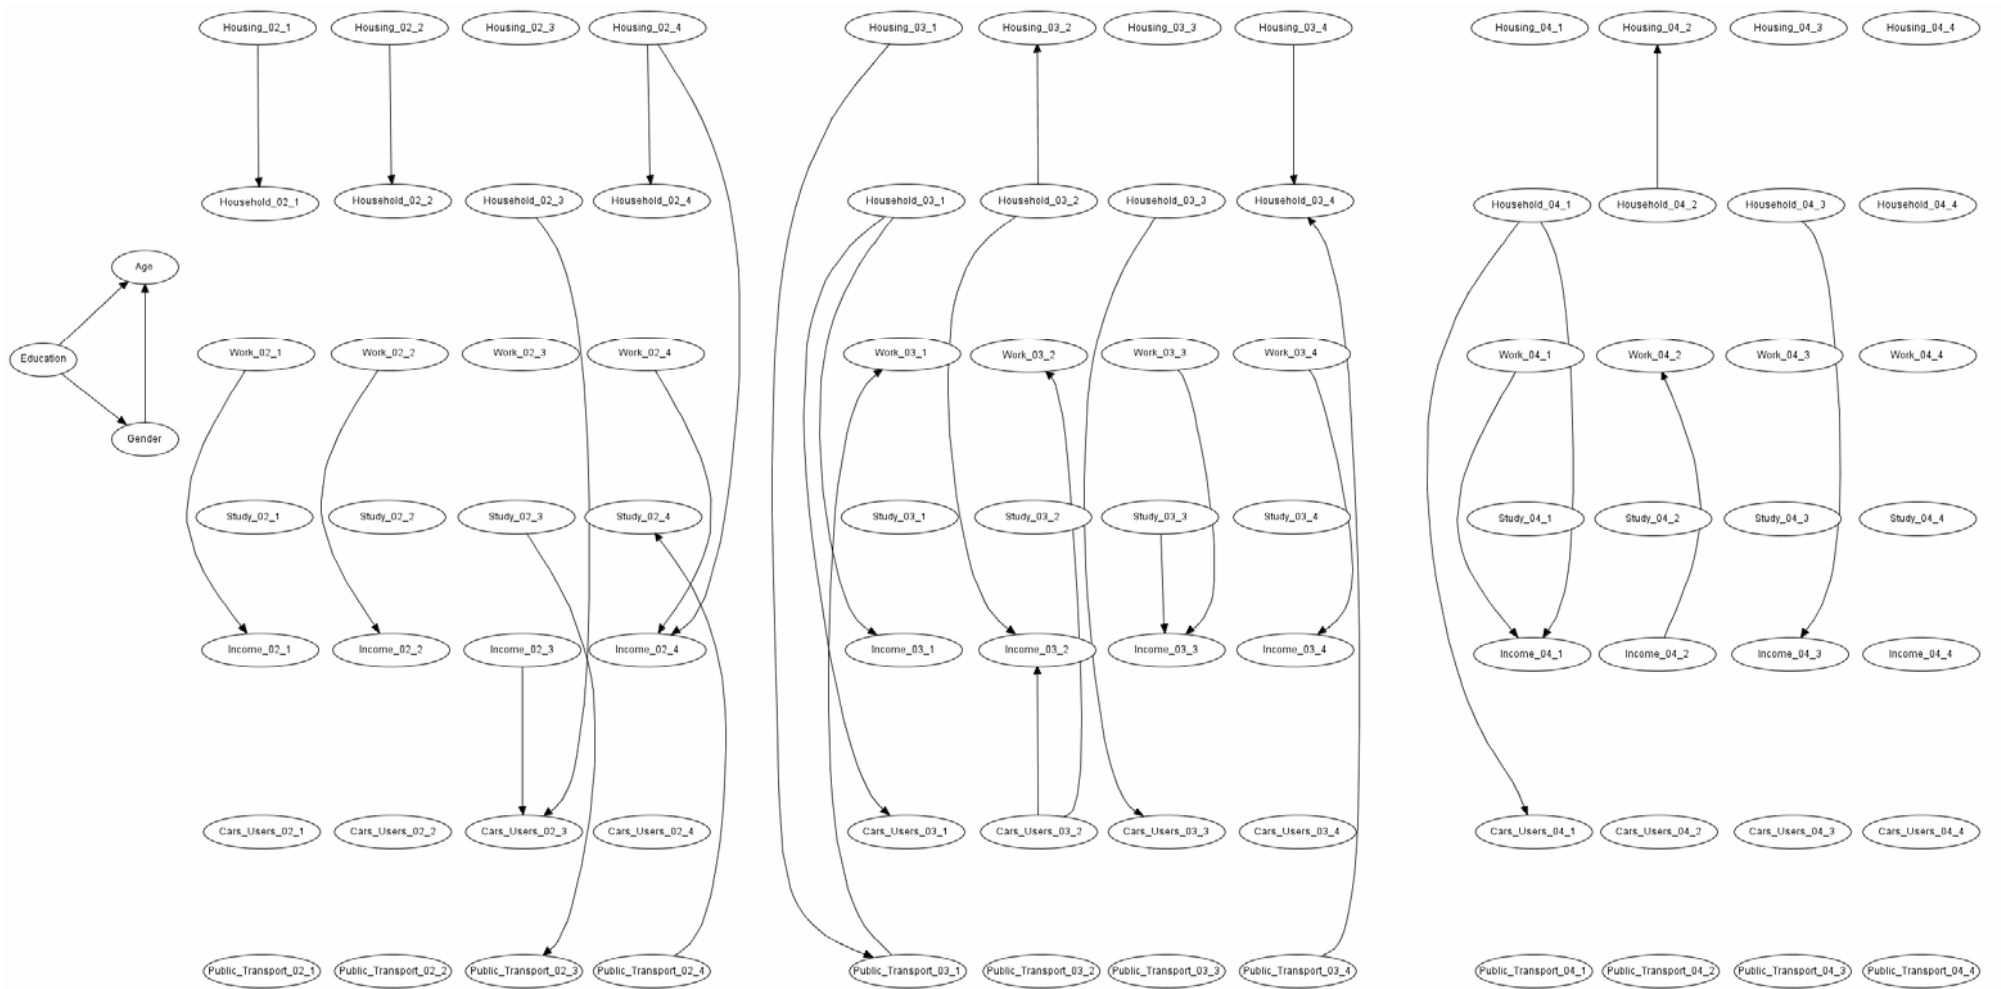 Housing_02_1 Housing_02_2 Housing_02_3 Housing_02_4 Housing_03_1 Housing_03_2 Housing_03_3 Housing_03_4 Housing_04_1 Housing_04_2 Housing_04_3 Housing_04_4
Household_02_1 Household_02_2 Household_02_3 Household_02_4 Household_03_1 Household_03_2 Household_03_3 Household_03_4 Household_04_1 Household_04_2 Household_04_3 Household_04_4
Age
Work_02_1 Work_02_2 Work_02_3 Work_02_4 Work_03_1 Work_03_2 Work_03_3 Work_03_4 Work_04_1 Work_04_2 Work_04_3 Work_04_4
Education
Gender
Study_02_1 Study_02_2 Study_02_3 Study_02_4 Study_03_1 Study_03_2 Study_03_3 Study_03_4 Study_04_1 Study_04_2 Study_04_3 Study_04_4
Income_02_1 Income_02_2 Income_02_3 Income_02_4 Income_03_1 Income_03_2 Income_03_3 Income_03_4 Income_04_1 Income_04_2 Income_04_3 Income_04_4
Cars_Users_02_1 Cars_Users_02_2 Cars_Users_02_3 Cars_Users_02_4 Cars_Users_03_1 Cars_Users_03_2 Cars_Users_03_3 Cars_Users_03_4 Cars_Users_04_1 Cars_Users_04_2 Cars_Users_04_3 Cars_Users_04_4
Public_Transport_02_1 Public_Transport_02_2 Public_Transport_02_3 Public_Transport_02_4 Public_Transport_03_1 Public_Transport_03_2 Public_Transport_03_3 Public_Transport_03_4 Public_Transport_04_1 Public_Transport_04_2 Public_Transport_04_3 Public_Transport_04_4